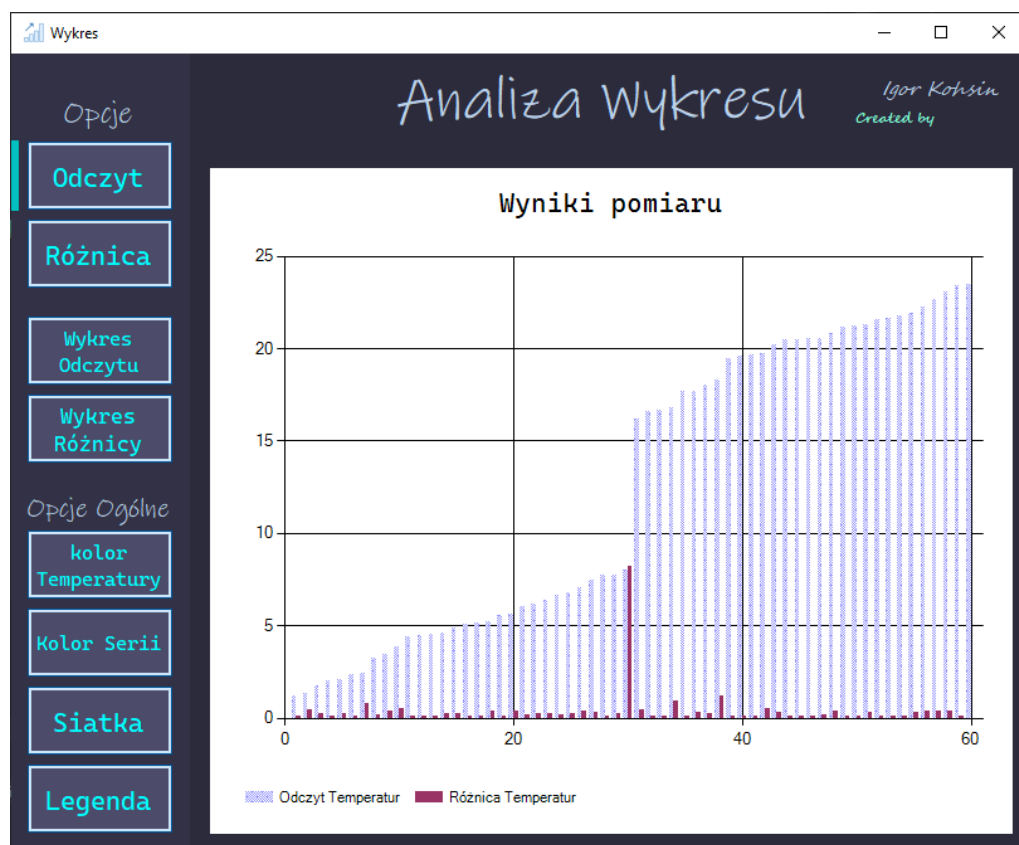 Wykres
Opcje
Odczyt
Różnica
Wykres
Odczytu
Wykres
Różnicy
Opcje Ogólne
kolor
Temperatury
Kolor Serii
Siatka
Legenda
Analiza Wykresu
Igor Kohsin
Created by
Wyniki pomiaru
25
20
15
10
5
0
0 20 40 60
Odczyt Temperatur Różnica Temperatur